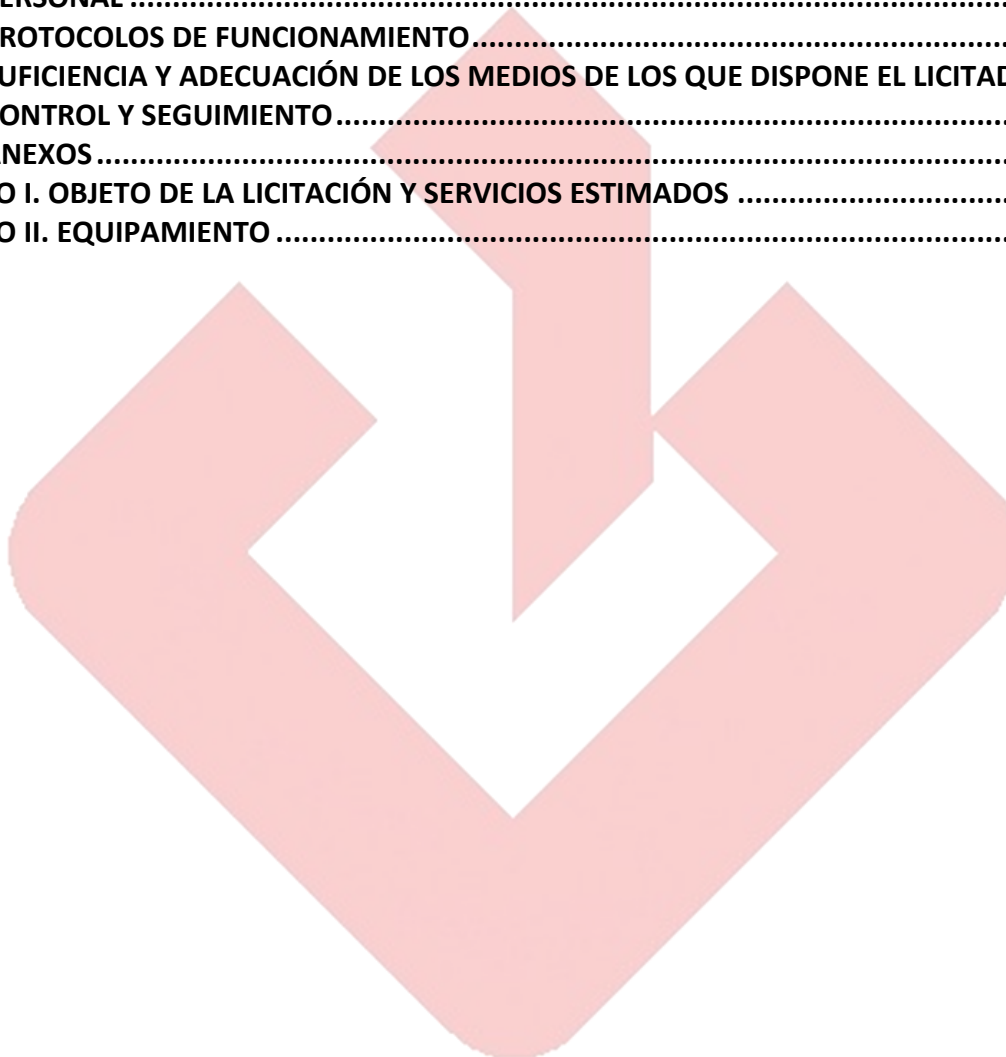 ERSONAL ..........................................................................................
ROTOCOLOS DE FUNCIONAMIENTO ......................................................
UFICIENCIA Y ADECUACIÓN DE LOS MEDIOS DE LOS QUE DISPONE EL LICITAD
ONTROL Y SEGUIMIENTO ......................................................................
NEXOS ..............................................................................................
O I. OBJETO DE LA LICITACIÓN Y SERVICIOS ESTIMADOS ...........................
O II. EQUIPAMIENTO ..............................................................................